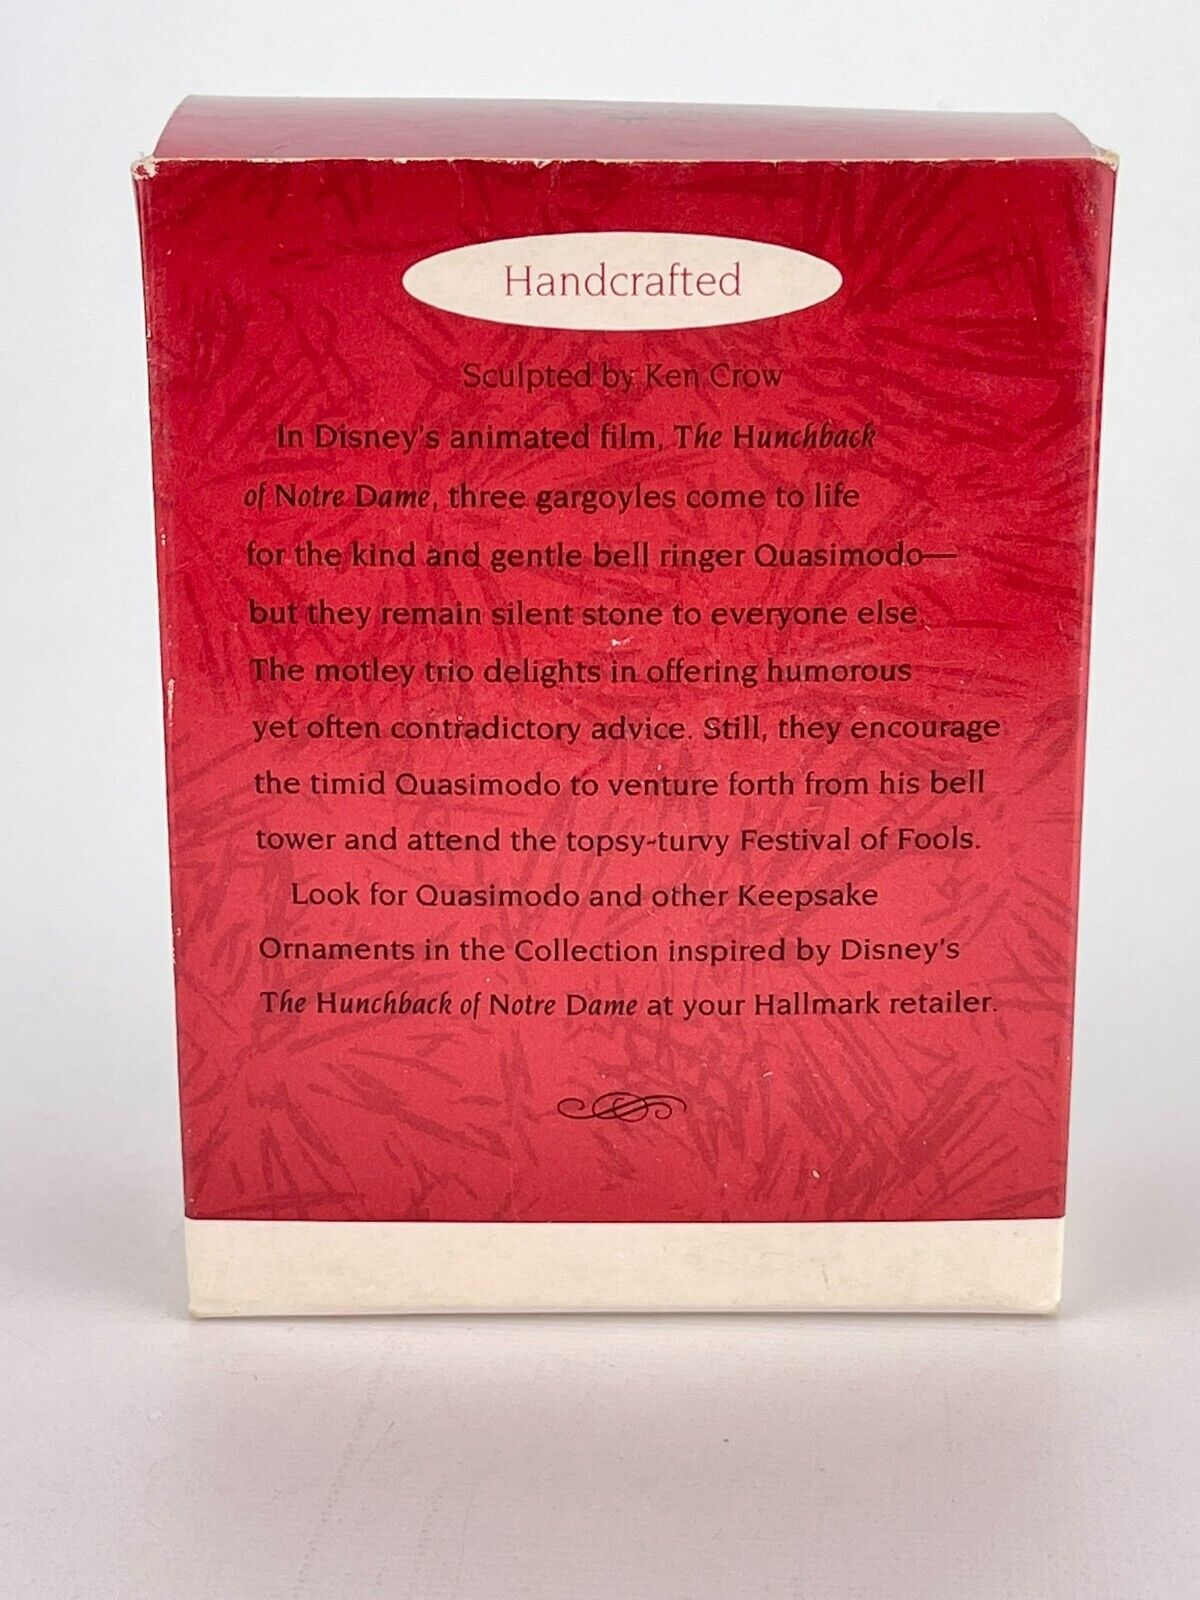 Handcrafted
Sculpted by Ken Crow
In Disney's animated film, The Hunchback
of Notre Dame, three gargoyles come to life
for the kind and gentle bell ringer Quasimodo—
but they remain silent stone to everyone else.
The motley trio delights in offering humorous
yet often contradictory advice. Still, they encourage
the timid Quasimodo to venture forth from his bell
tower and attend the topsy-turvy Festival of Fools.
Look for Quasimodo and other Keepsake
Ornaments in the Collection inspired by Disney's
The Hunchback of Notre Dame at your Hallmark retailer.